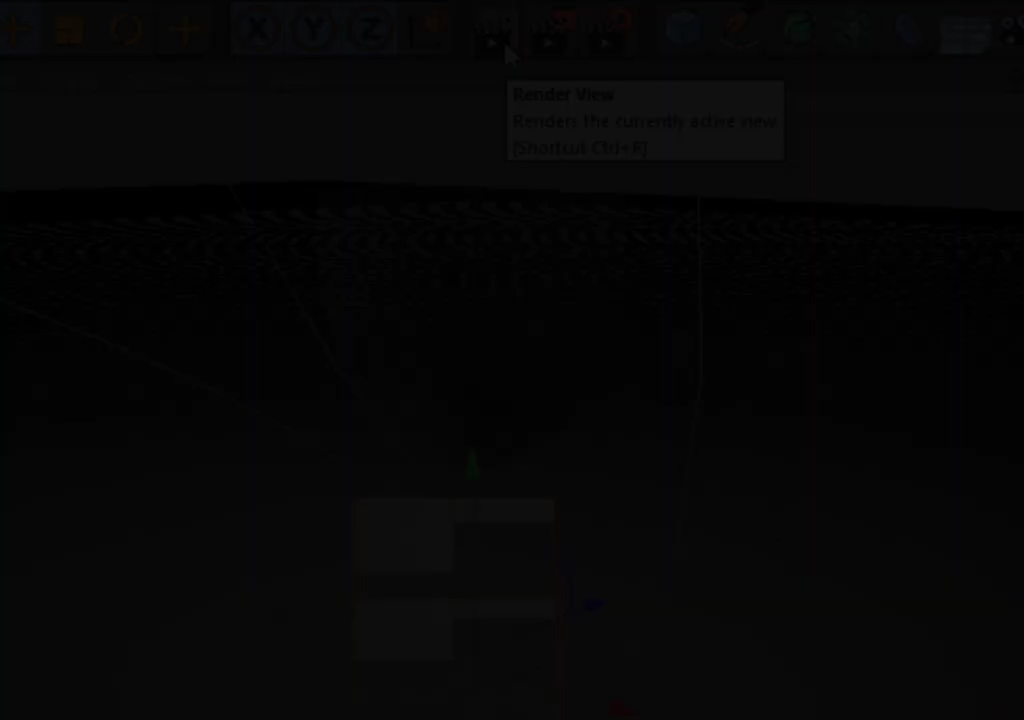 X Y Z
Render View
Renders the currently active view
[Shortcut Ctrl+R]